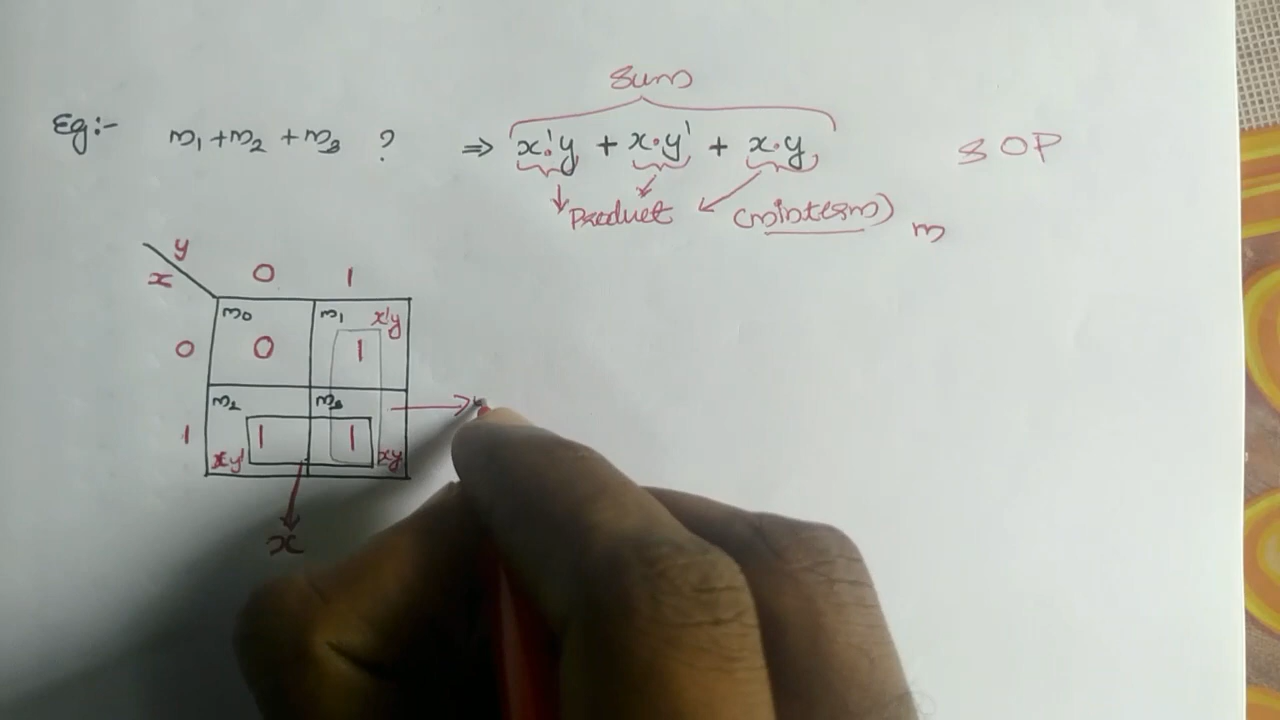 Sum
Eg:- m1 + m2 + m3 ? ⇒ x'.y + x.y' + x.y SOP
Product (minterm) m
y
x 0 1
m0 m1 x'y
0 0 1
m2 m3
1 1 1
xy' xy
x